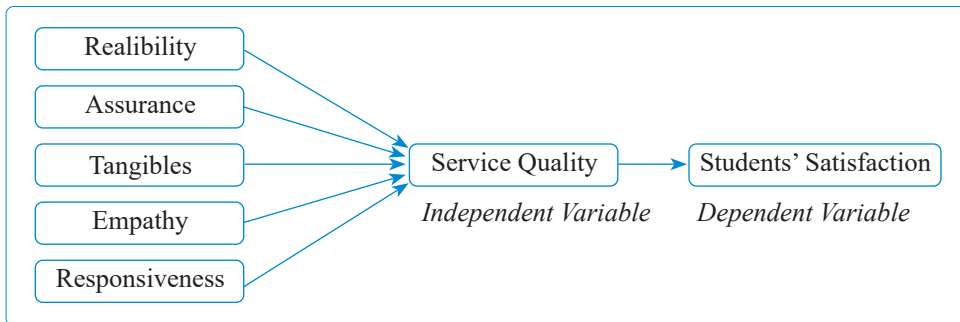 Realibility
Assurance
Tangibles
Empathy
Responsiveness
Service Quality
Independent Variable
Students’ Satisfaction
Dependent Variable